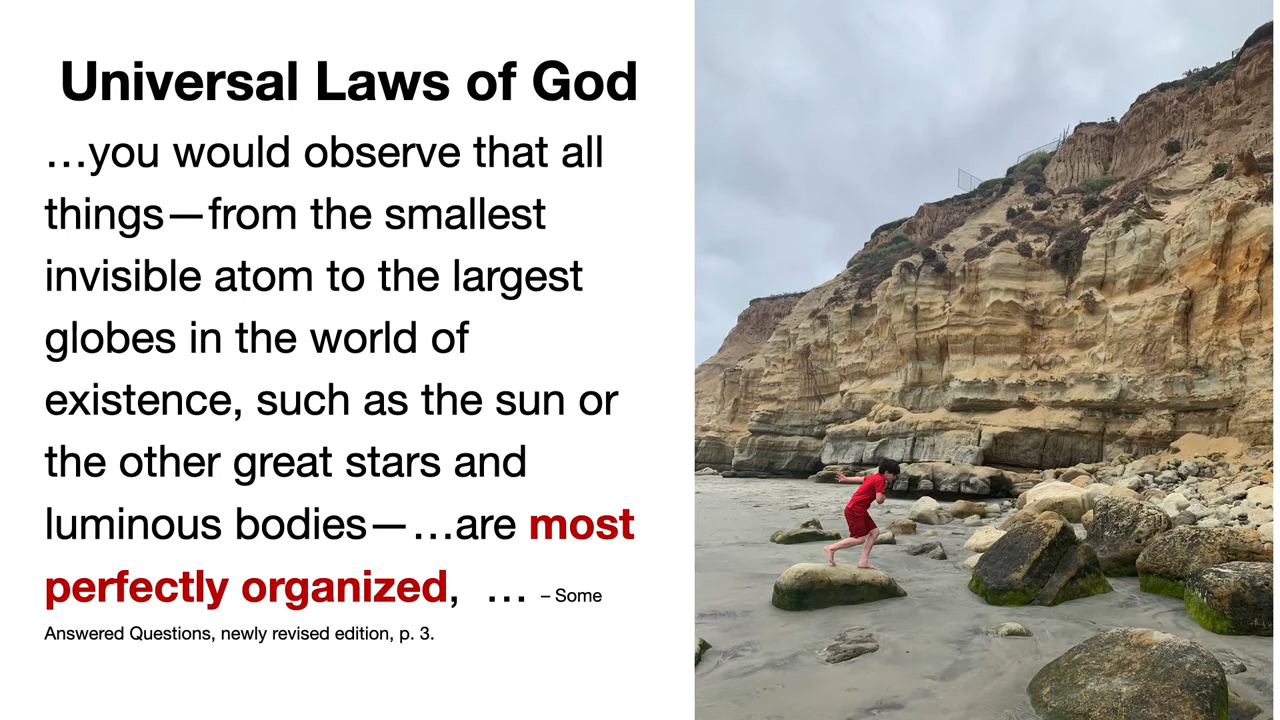 Universal Laws of God
…you would observe that all
things—from the smallest
invisible atom to the largest
globes in the world of
existence, such as the sun or
the other great stars and
luminous bodies—…are most
perfectly organized, … – Some
Answered Questions, newly revised edition, p. 3.